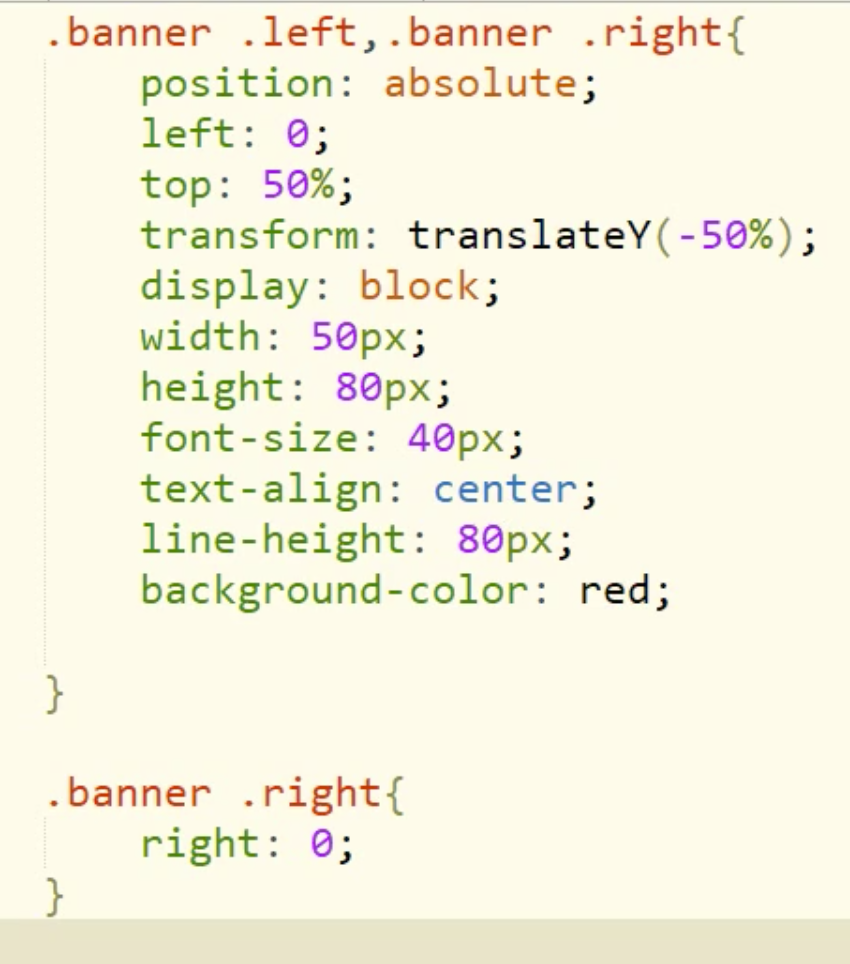 .banner .left,.banner .right{
    position: absolute;
    left: 0;
    top: 50%;
    transform: translateY(-50%);
    display: block;
    width: 50px;
    height: 80px;
    font-size: 40px;
    text-align: center;
    line-height: 80px;
    background-color: red;

}

.banner .right{
    right: 0;
}